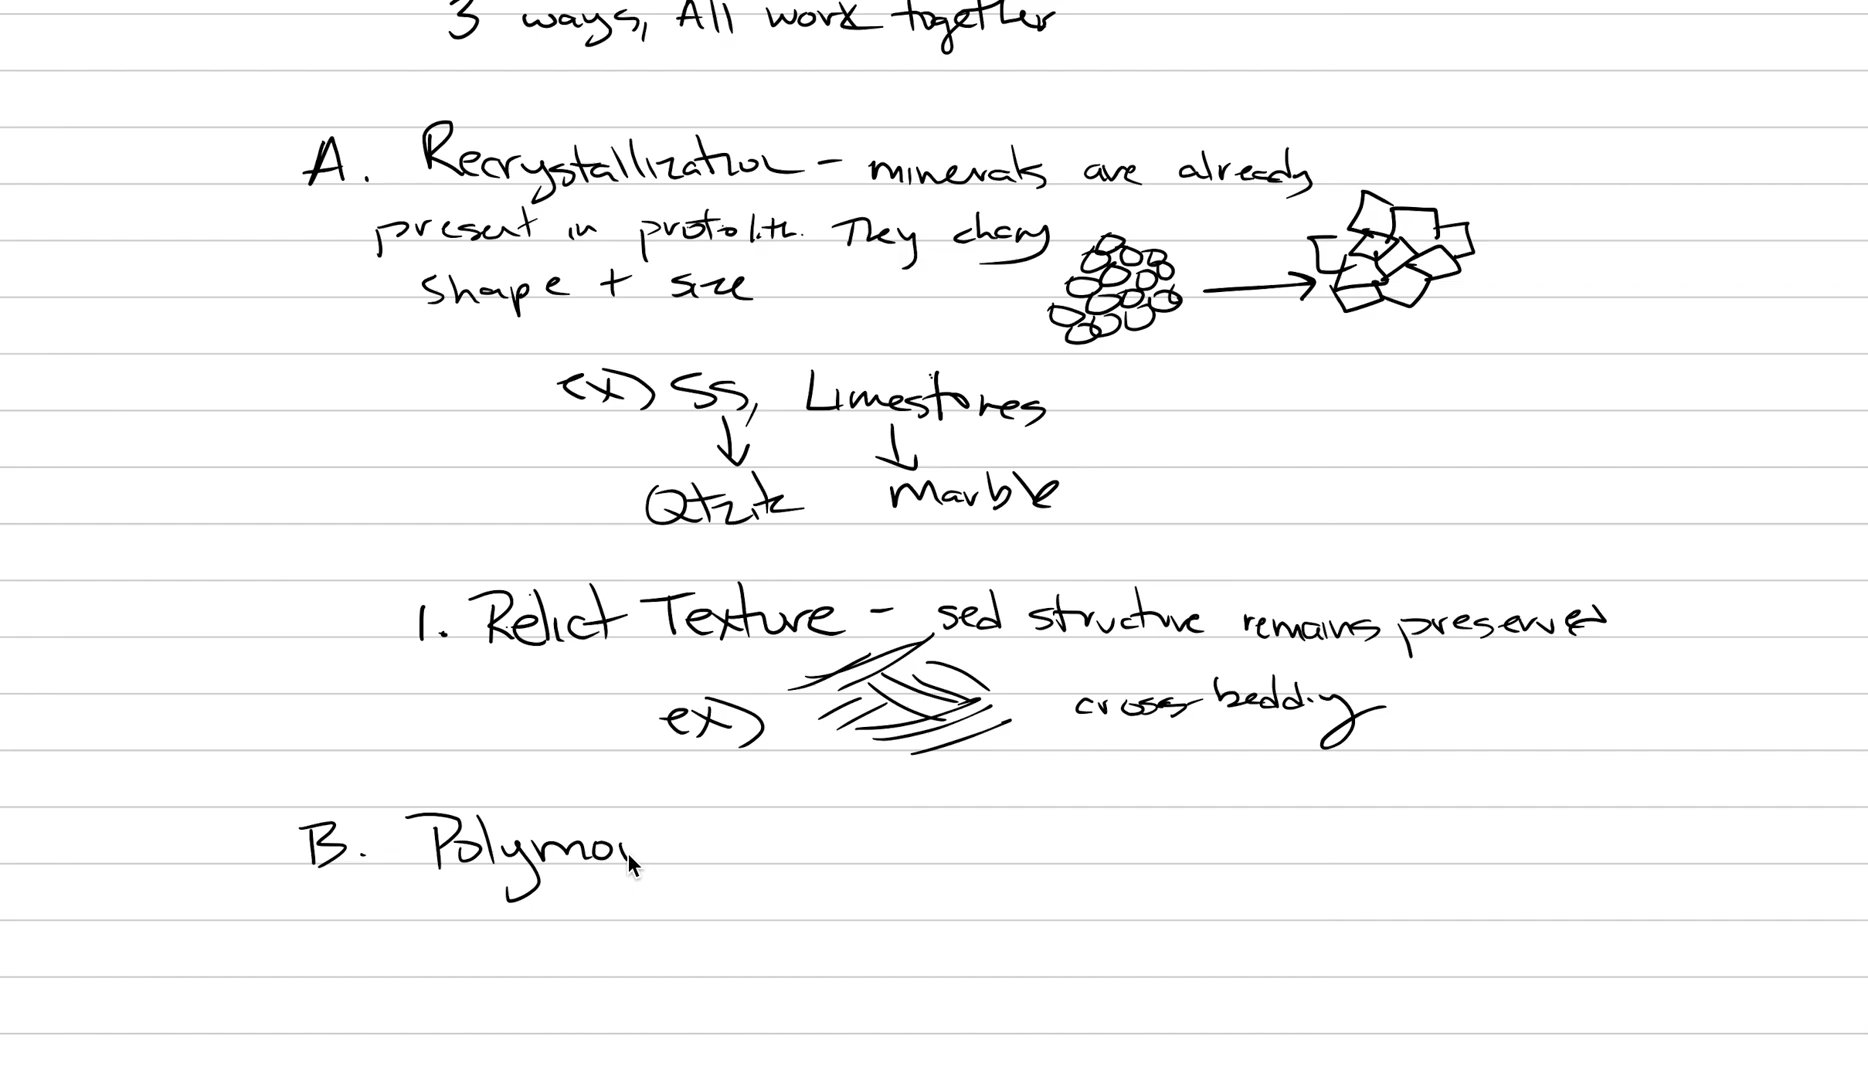 3 ways, All work together
A. Recrystallization - minerals are already
present in protolith. They chang
shape + size
ex) SS, Limestones
Qtzite Marble
1. Relict Texture - sed structure remains preserved
ex) cross-bedding
B. Polymor